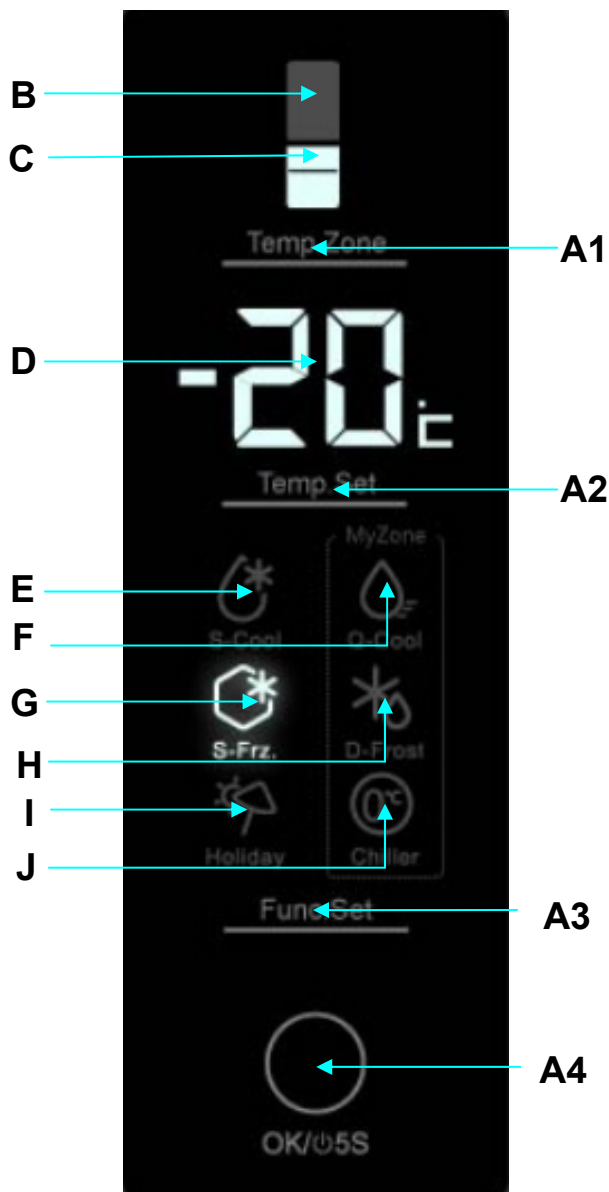 B
C
Temp Zone
A1
D
-20°C
Temp Set
A2
MyZone
E
S-Cool
Q-Cool
F
G
S-Frz.
D-Frost
H
I
0°C
Holiday
Chiller
J
Func Set
A3
A4
OK/⏻5S